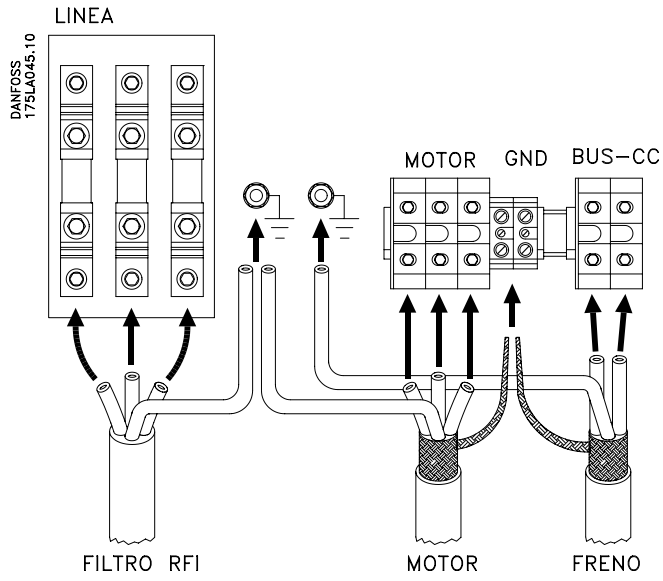 LINEA
DANFOSS
175LA045.10
MOTOR GND BUS-CC
FILTRO RFI MOTOR FRENO